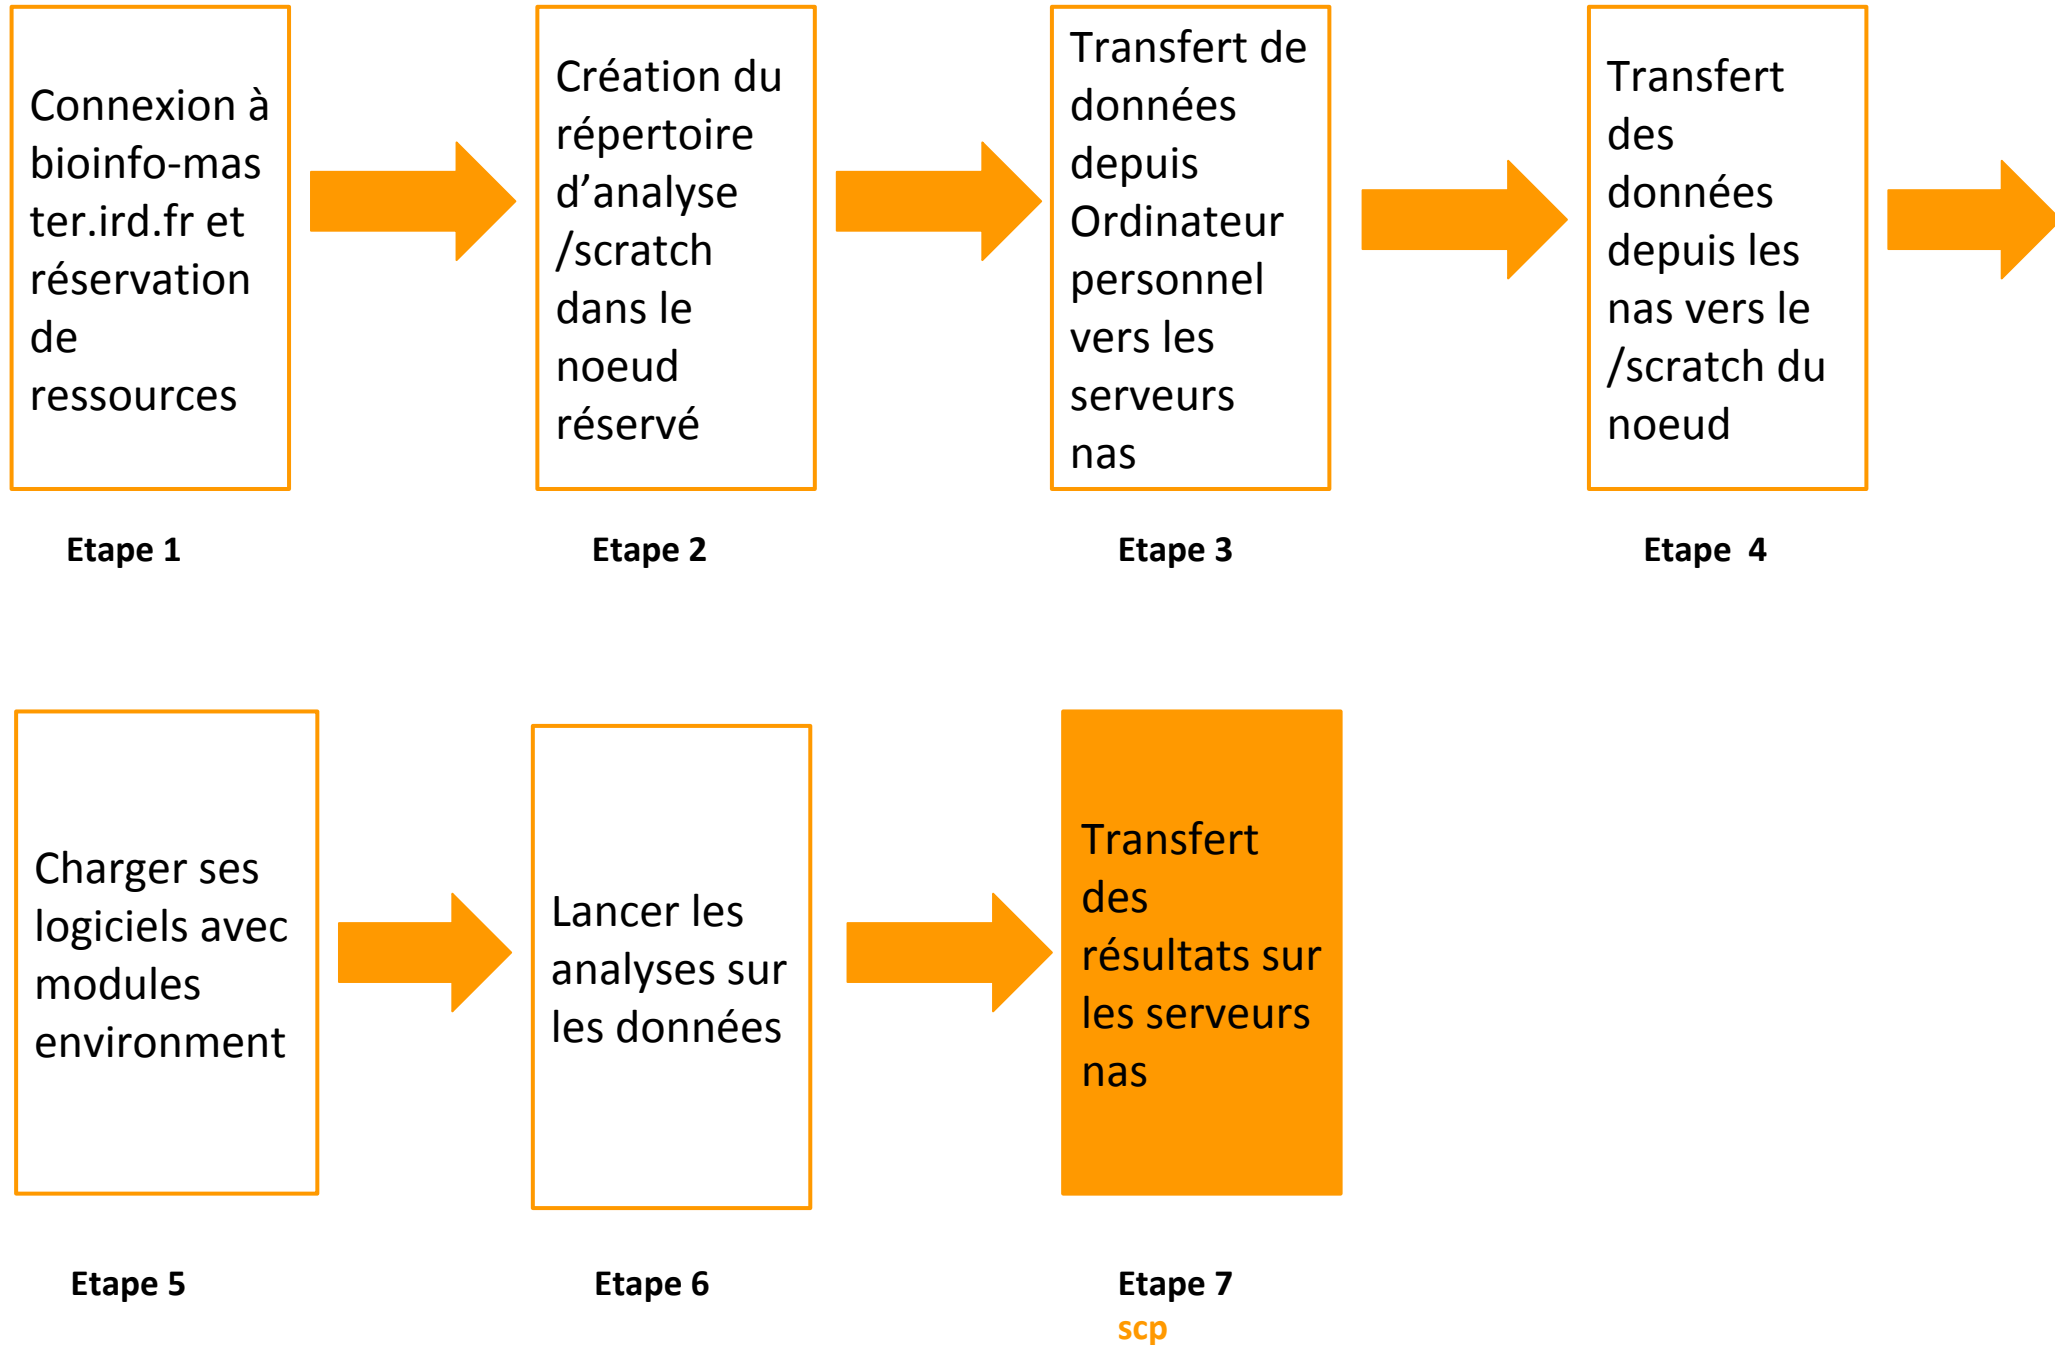 Connexion à
bioinfo-mas
ter.ird.fr et
réservation
de
ressources
Création du
répertoire
d’analyse
/scratch
dans le
noeud
réservé
Transfert de
données
depuis
Ordinateur
personnel
vers les
serveurs
nas
Transfert
des
données
depuis les
nas vers le
/scratch du
noeud
Etape 1
Etape 2
Etape 3
Etape  4
Charger ses
logiciels avec
modules
environment
Lancer les
analyses sur
les données
Transfert
des
résultats sur
les serveurs
nas
Etape 5
Etape 6
Etape 7
scp